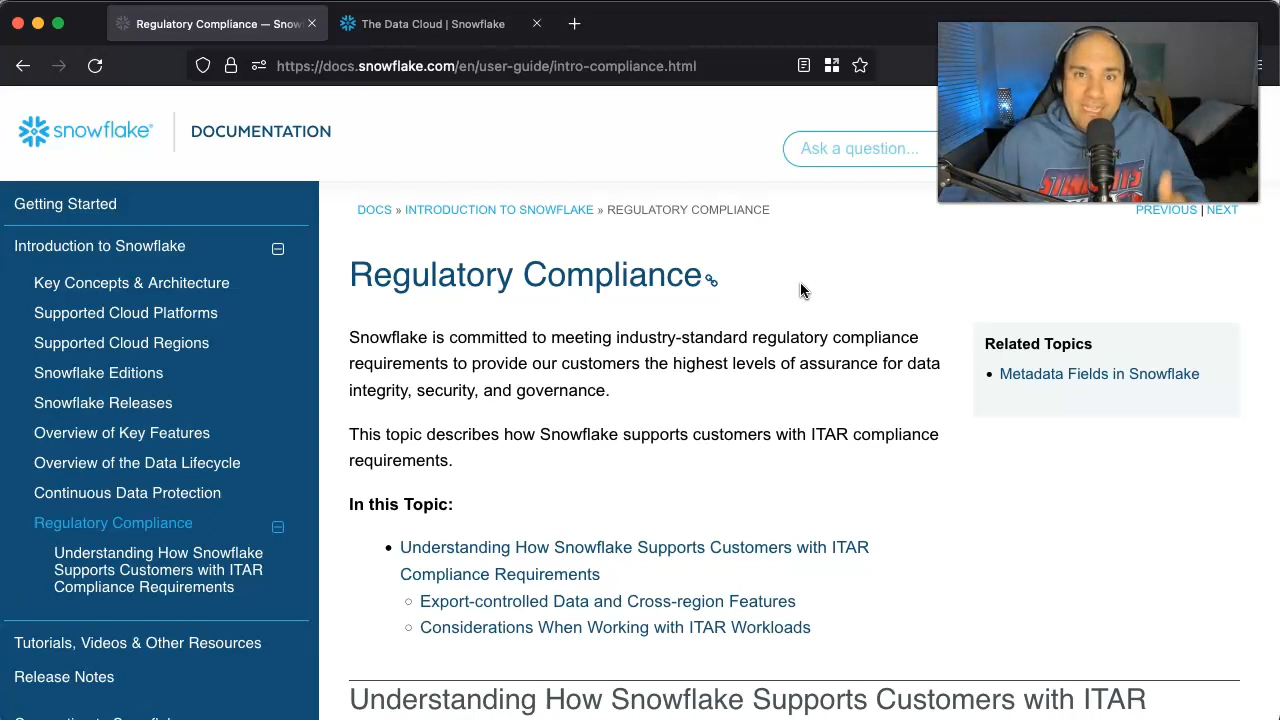 Regulatory Compliance — Snow
The Data Cloud | Snowflake
https://docs.snowflake.com/en/user-guide/intro-compliance.html
snowflake
DOCUMENTATION
Ask a question...
Getting Started
Introduction to Snowflake
Key Concepts & Architecture
Supported Cloud Platforms
Supported Cloud Regions
Snowflake Editions
Snowflake Releases
Overview of Key Features
Overview of the Data Lifecycle
Continuous Data Protection
Regulatory Compliance
Understanding How Snowflake
Supports Customers with ITAR
Compliance Requirements
Tutorials, Videos & Other Resources
Release Notes
DOCS » INTRODUCTION TO SNOWFLAKE » REGULATORY COMPLIANCE
PREVIOUS | NEXT
Regulatory Compliance
Snowflake is committed to meeting industry-standard regulatory compliance
requirements to provide our customers the highest levels of assurance for data
integrity, security, and governance.
This topic describes how Snowflake supports customers with ITAR compliance
requirements.
In this Topic:
Understanding How Snowflake Supports Customers with ITAR
Compliance Requirements
Export-controlled Data and Cross-region Features
Considerations When Working with ITAR Workloads
Understanding How Snowflake Supports Customers with ITAR
Related Topics
Metadata Fields in Snowflake